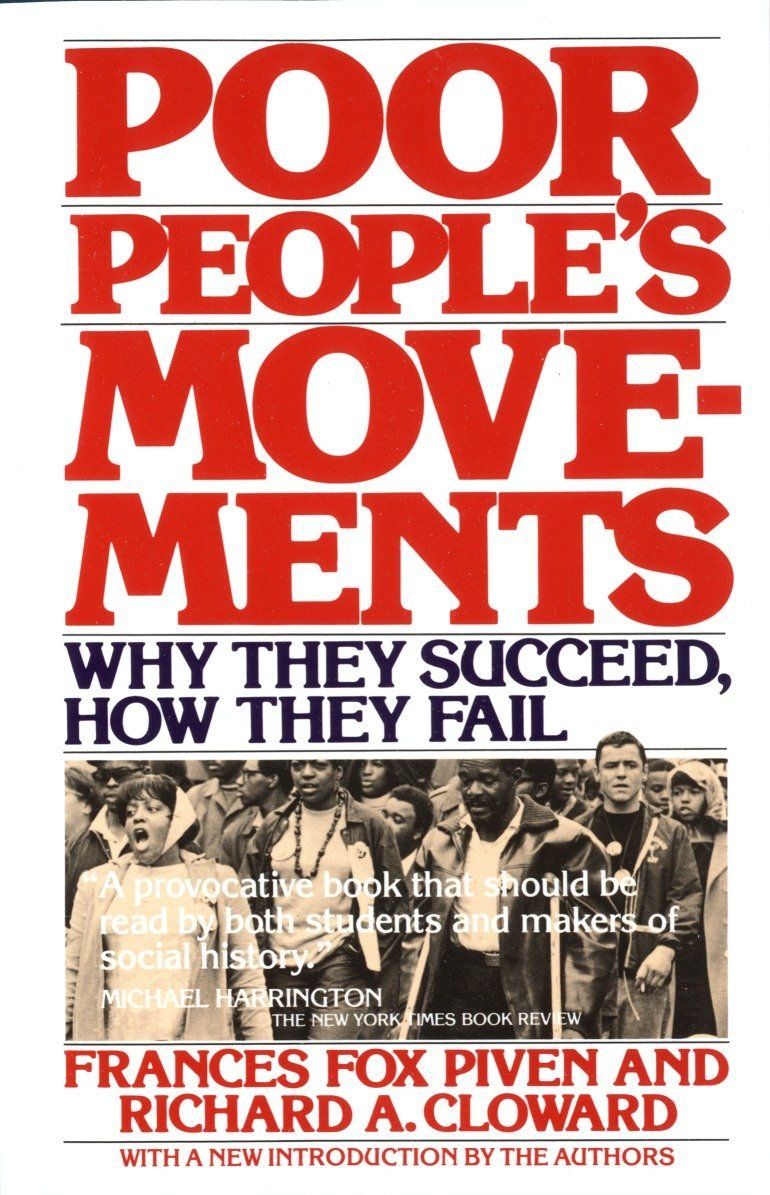 POOR
PEOPLE'S
MOVE-
MENTS
WHY THEY SUCCEED,
HOW THEY FAIL
"A provocative book that should be
read by both students and makers of
social history."
MICHAEL HARRINGTON
THE NEW YORK TIMES BOOK REVIEW
FRANCES FOX PIVEN AND
RICHARD A. CLOWARD
WITH A NEW INTRODUCTION BY THE AUTHORS